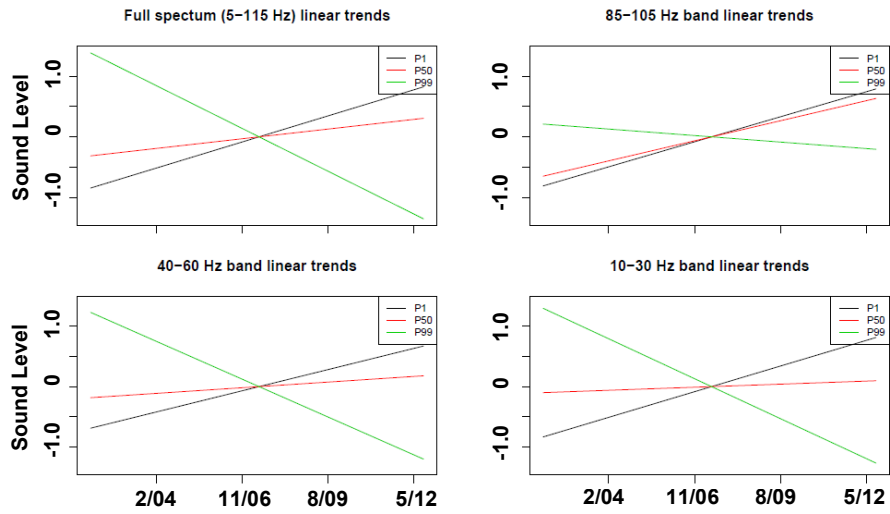 Full spectum (5−115 Hz) linear trends
P1
P50
P99
1.0
0
-1.0
Sound Level
85−105 Hz band linear trends
P1
P50
P99
1.0
0
-1.0
40−60 Hz band linear trends
P1
P50
P99
1.0
0
-1.0
Sound Level
2/04 11/06 8/09 5/12
10−30 Hz band linear trends
P1
P50
P99
1.0
0
-1.0
2/04 11/06 8/09 5/12